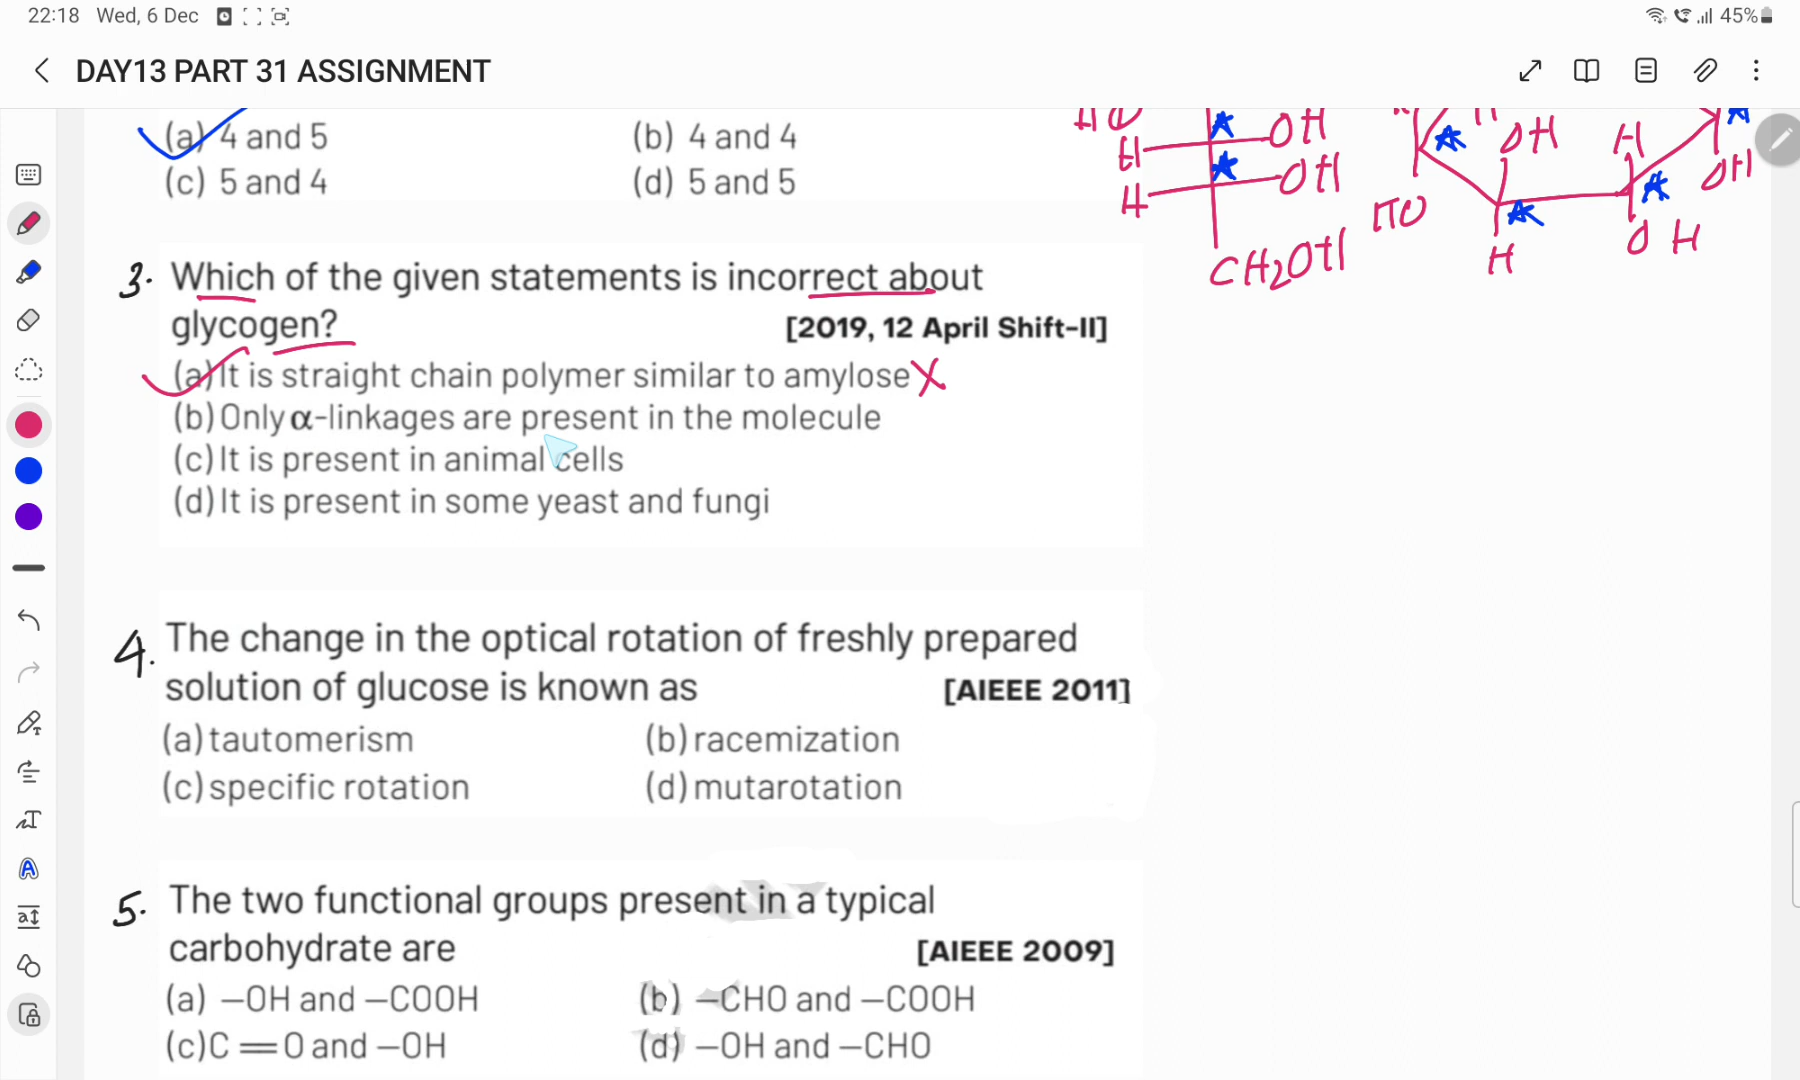 22:18 Wed, 6 Dec 45%
DAY13 PART 31 ASSIGNMENT
(a) 4 and 5 (b) 4 and 4
(c) 5 and 4 (d) 5 and 5
HO
H OH
H OH
CH2OH
OH H
OH
HO
H OH
3. Which of the given statements is incorrect about
glycogen? [2019, 12 April Shift-II]
(a) It is straight chain polymer similar to amylose X
(b) Only α-linkages are present in the molecule
(c) It is present in animal cells
(d) It is present in some yeast and fungi
4. The change in the optical rotation of freshly prepared
solution of glucose is known as [AIEEE 2011]
(a) tautomerism (b) racemization
(c) specific rotation (d) mutarotation
5. The two functional groups present in a typical
carbohydrate are [AIEEE 2009]
(a) —OH and —COOH (b) —CHO and —COOH
(c) C═O and —OH (d) —OH and —CHO